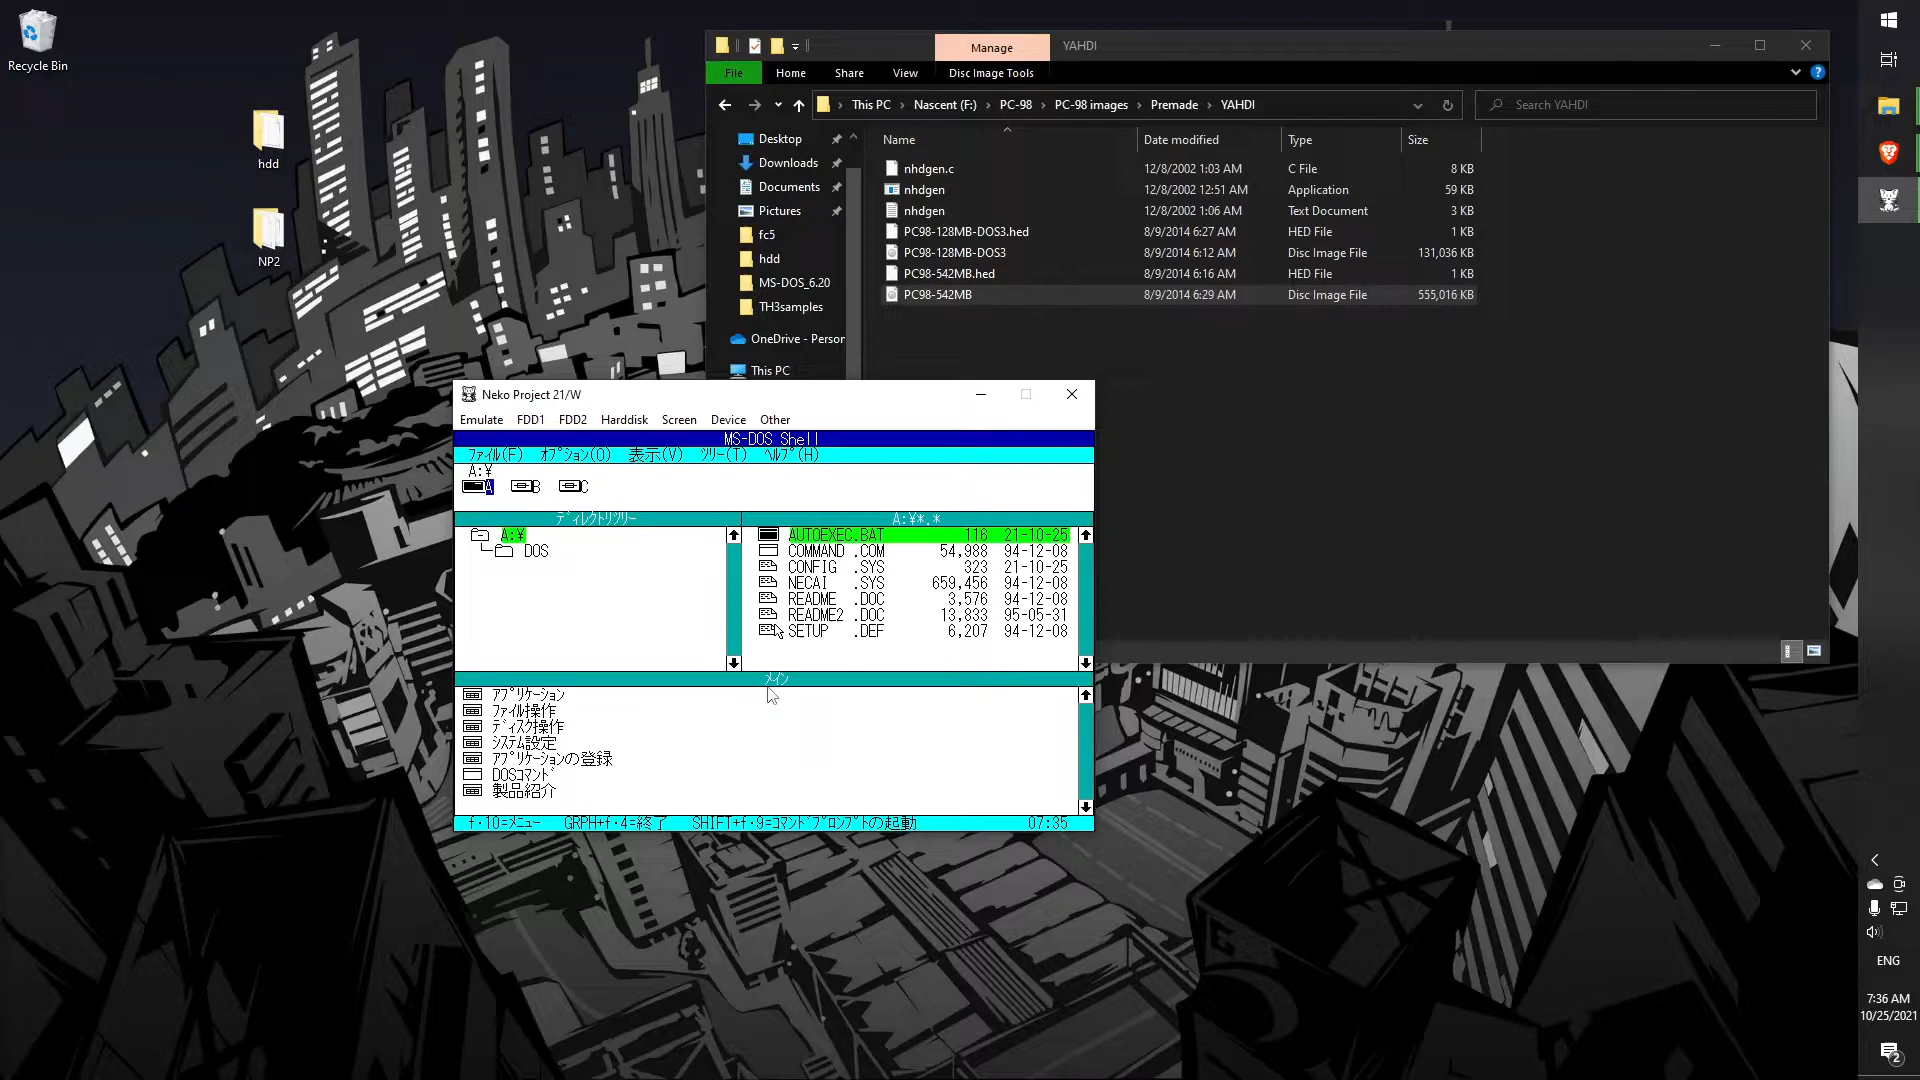 Recycle Bin
hdd
NP2
Manage
YAHDI
File
Home
Share
View
Disc Image Tools
This PC
Nascent (F:)
PC-98
PC-98 images
Premade
YAHDI
Search YAHDI
Desktop
Downloads
Documents
Pictures
fc5
hdd
MS-DOS_6.20
TH3samples
OneDrive - Person
This PC
Name Date modified Type Size
nhdgen.c 12/8/2002 1:03 AM C File 8 KB
nhdgen 12/8/2002 12:51 AM Application 59 KB
nhdgen 12/8/2002 1:06 AM Text Document 3 KB
PC98-128MB-DOS3.hed 8/9/2014 6:27 AM HED File 1 KB
PC98-128MB-DOS3 8/9/2014 6:12 AM Disc Image File 131,036 KB
PC98-542MB.hed 8/9/2014 6:16 AM HED File 1 KB
PC98-542MB 8/9/2014 6:29 AM Disc Image File 555,016 KB
Neko Project 21/W
Emulate FDD1 FDD2 Harddisk Screen Device Other
MS-DOS Shell
ﾌｧｲﾙ(F) ｵﾌﾟｼｮﾝ(O) 表示(V) ﾂﾘｰ(T) ﾍﾙﾌﾟ(H)
A:¥
A B C
ﾃﾞｨﾚｸﾄﾘﾂﾘｰ
A:¥
DOS
A:¥*.*
AUTOEXEC.BAT 116 21-10-25
COMMAND .COM 54,988 94-12-08
CONFIG .SYS 323 21-10-25
NECAI .SYS 659,456 94-12-08
README .DOC 3,576 94-12-08
README2 .DOC 13,833 95-05-31
SETUP .DEF 6,207 94-12-08
ﾒｲﾝ
ｱﾌﾟﾘｹｰｼｮﾝ
ﾌｧｲﾙ操作
ﾃﾞｨｽｸ操作
ｼｽﾃﾑ設定
ｱﾌﾟﾘｹｰｼｮﾝの登録
DOSｺﾏﾝﾄﾞ
製品紹介
f･10=ﾒﾆｭｰ GRPH+f･4=終了 SHIFT+f･9=ｺﾏﾝﾄﾞﾌﾟﾛﾝﾌﾟﾄの起動 07:35
ENG
7:36 AM
10/25/2021
2